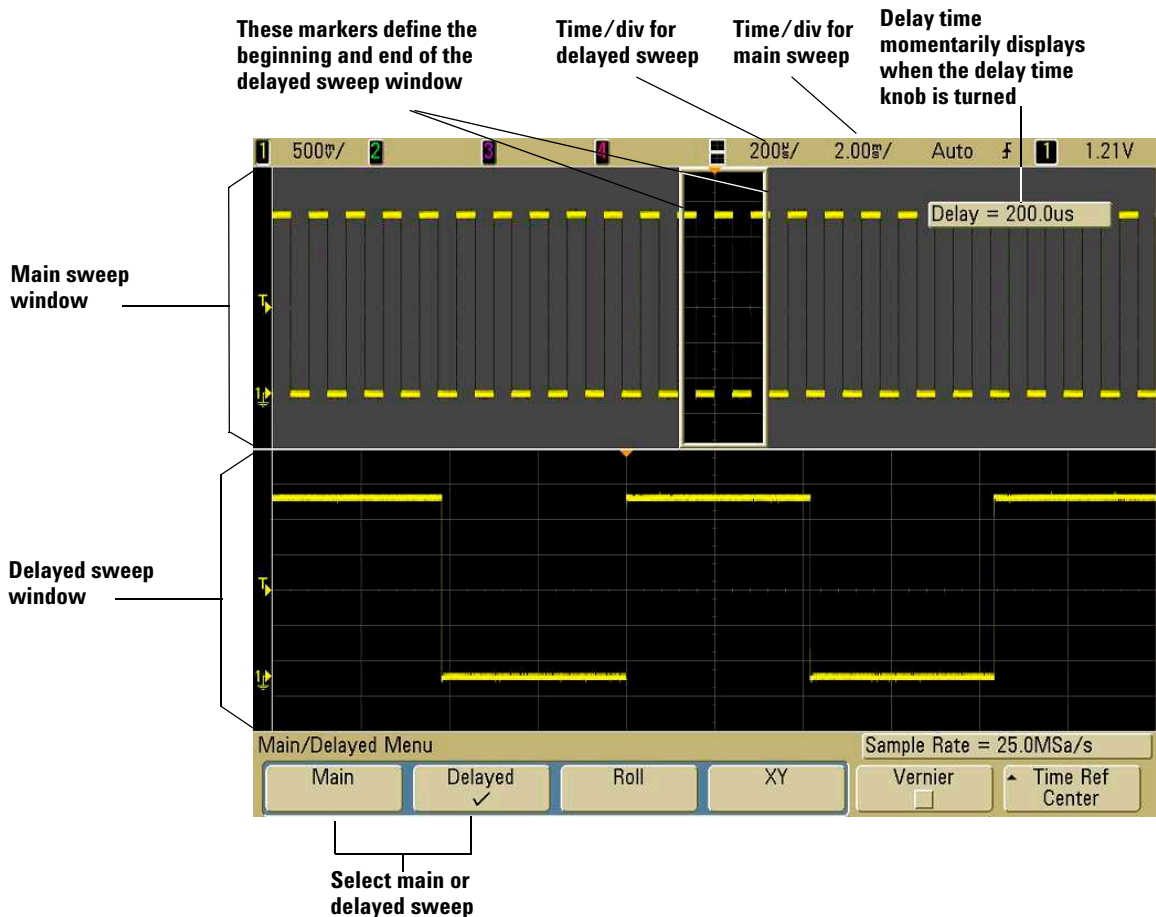 These markers define the
beginning and end of the
delayed sweep window
Time/div for
delayed sweep
Time/div for
main sweep
Delay time
momentarily displays
when the delay time
knob is turned
1 500mV/ 2 3 4 200µs/ 2.00ms/ Auto 1 1.21V
Delay = 200.0us
Main sweep
window
T
1
Delayed sweep
window
T
1
Main/Delayed Menu
Sample Rate = 25.0MSa/s
Main
Delayed
✓
Roll
XY
Vernier
Time Ref
Center
Select main or
delayed sweep